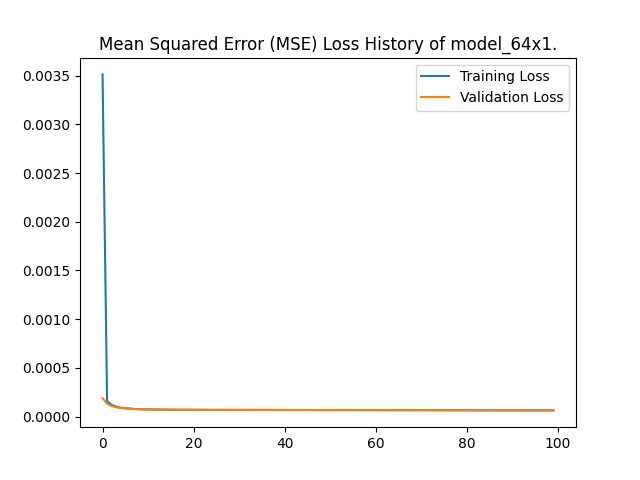 Mean Squared Error (MSE) Loss History of model_64x1.
Training Loss
Validation Loss
0.0035
0.0030
0.0025
0.0020
0.0015
0.0010
0.0005
0.0000
0 20 40 60 80 100